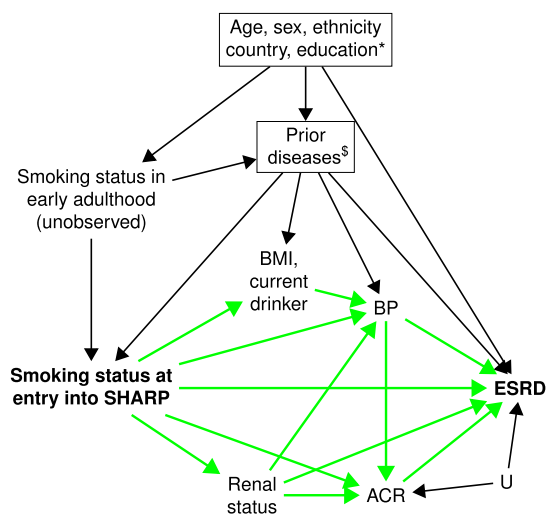 Age, sex, ethnicity
country, education*
Prior
diseases$
Smoking status in
early adulthood
(unobserved)
BMI,
current
drinker
BP
Smoking status at
entry into SHARP
ESRD
Renal
status
ACR
U